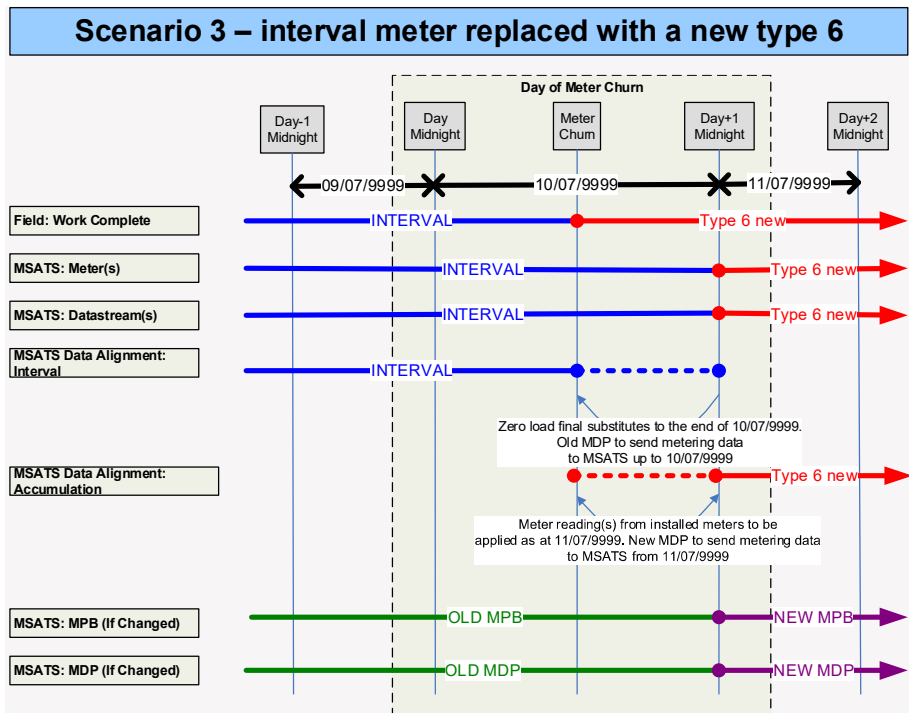 Scenario 3 – interval meter replaced with a new type 6
Day of Meter Churn
Day-1
Midnight
Day
Midnight
Meter
Churn
Day+1
Midnight
Day+2
Midnight
09/07/9999
10/07/9999
11/07/9999
Field: Work Complete
INTERVAL
Type 6 new
MSATS: Meter(s)
INTERVAL
Type 6 new
MSATS: Datastream(s)
INTERVAL
Type 6 new
MSATS Data Alignment:
Interval
INTERVAL
Zero load final substitutes to the end of 10/07/9999.
Old MDP to send metering data
to MSATS up to 10/07/9999
MSATS Data Alignment:
Accumulation
Type 6 new
Meter reading(s) from installed meters to be
applied as at 11/07/9999. New MDP to send metering data
to MSATS from 11/07/9999
MSATS: MPB (If Changed)
OLD MPB
NEW MPB
MSATS: MDP (If Changed)
OLD MDP
NEW MDP